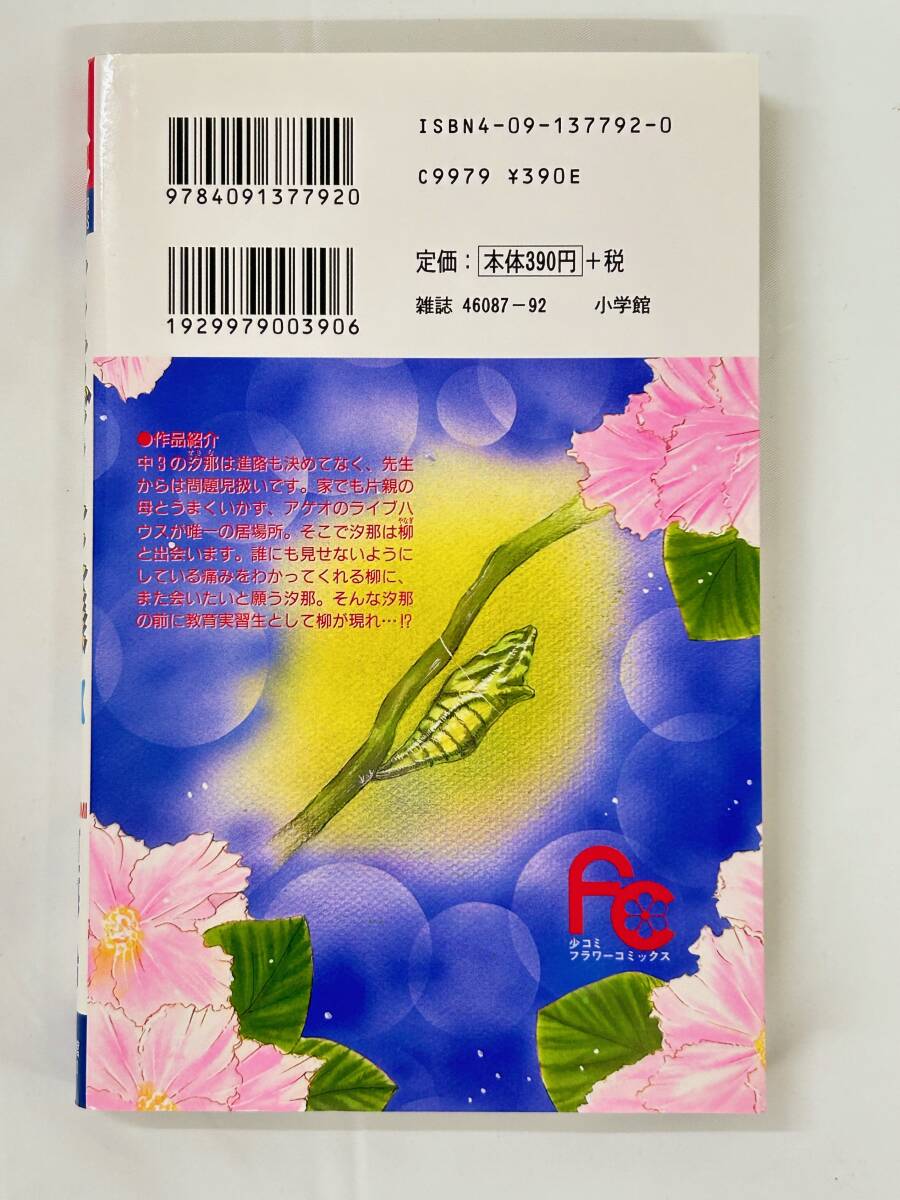 ISBN4-09-137792-0
C9979 ¥390E
9784091377920
定価：本体390円+税
雑誌 46087-92 小学館
1929979003906
●作品紹介
中3の汐那は進路も決めてなく、先生
からは問題児扱いです。家でも片親の
母とうまくいかず、アゲオのライブハ
ウスが唯一の居場所。そこで汐那は柳
と出会います。誰にも見せないように
している痛みをわかってくれる柳に、
また会いたいと願う汐那。そんな汐那
の前に教育実習生として柳が現れ…!?
FC
少コミ
フラワーコミックス